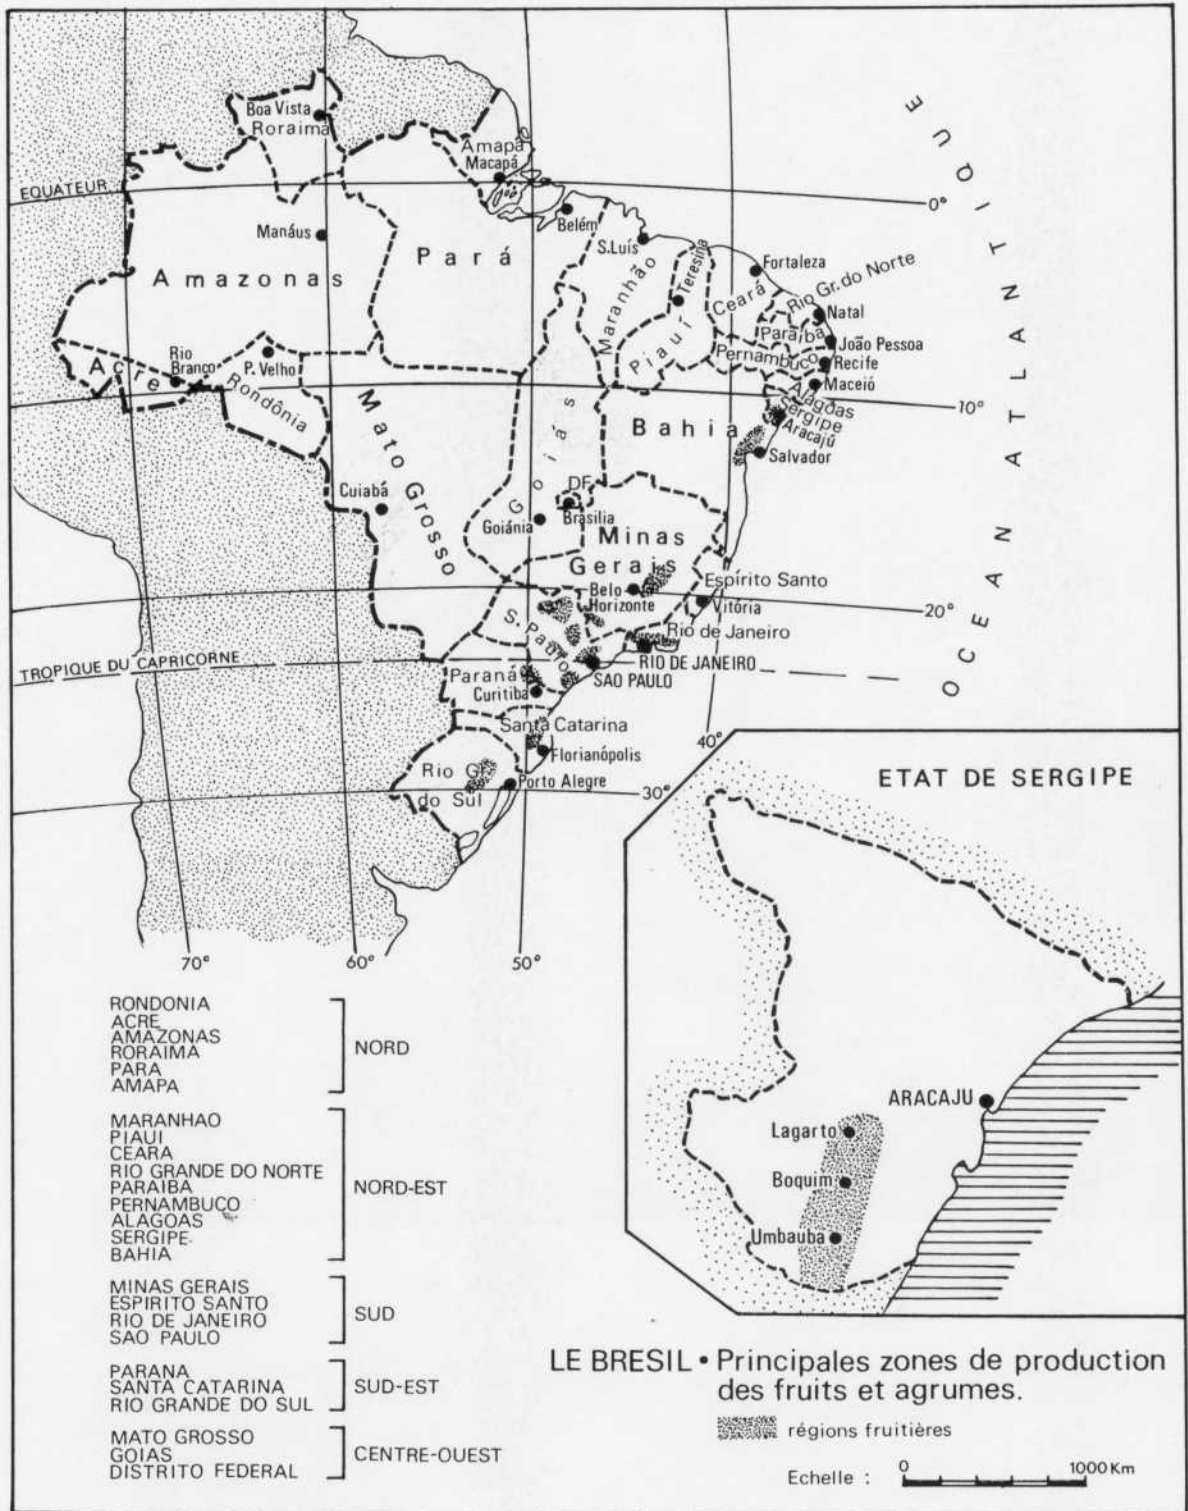 Boa Vista
Roraima
Amapá
Macapá
EQUATEUR
0°
Belém
Manáus
Pará
Amazonas
S.Luís
Maranhão
Teresina
Fortaleza
Ceará
Rio Gr. do Norte
Natal
Paraíba
João Pessoa
Piauí
Pernambuco
Recife
Maceió
Alagôas
Sergipe
Aracajú
10°
Acre
Rio
Branco
P. Velho
Rondônia
Mato Grosso
Bahia
Salvador
Goiás
DF
Brasilia
Goiánia
Cuiabá
Minas
Gerais
Belo
Horizonte
Espírito Santo
Vitória
20°
S. Paulo
Rio de Janeiro
RIO DE JANEIRO
SAO PAULO
TROPIQUE DU CAPRICORNE
Paraná
Curitiba
Santa Catarina
Florianópolis
Rio G.
do Sul
Porto Alegre
30°
40°
50°
60°
70°
OCEAN ATLANTIQUE
ETAT DE SERGIPE
ARACAJU
Lagarto
Boquim
Umbauba
RONDONIA
ACRE
AMAZONAS
RORAIMA
PARA
AMAPA
NORD
MARANHAO
PIAUI
CEARA
RIO GRANDE DO NORTE
PARAIBA
PERNAMBUCO
ALAGOAS
SERGIPE
BAHIA
NORD-EST
MINAS GERAIS
ESPIRITO SANTO
RIO DE JANEIRO
SAO PAULO
SUD
PARANA
SANTA CATARINA
RIO GRANDE DO SUL
SUD-EST
MATO GROSSO
GOIAS
DISTRITO FEDERAL
CENTRE-OUEST
LE BRESIL • Principales zones de production
des fruits et agrumes.
régions fruitières
Echelle : 0 1000 Km